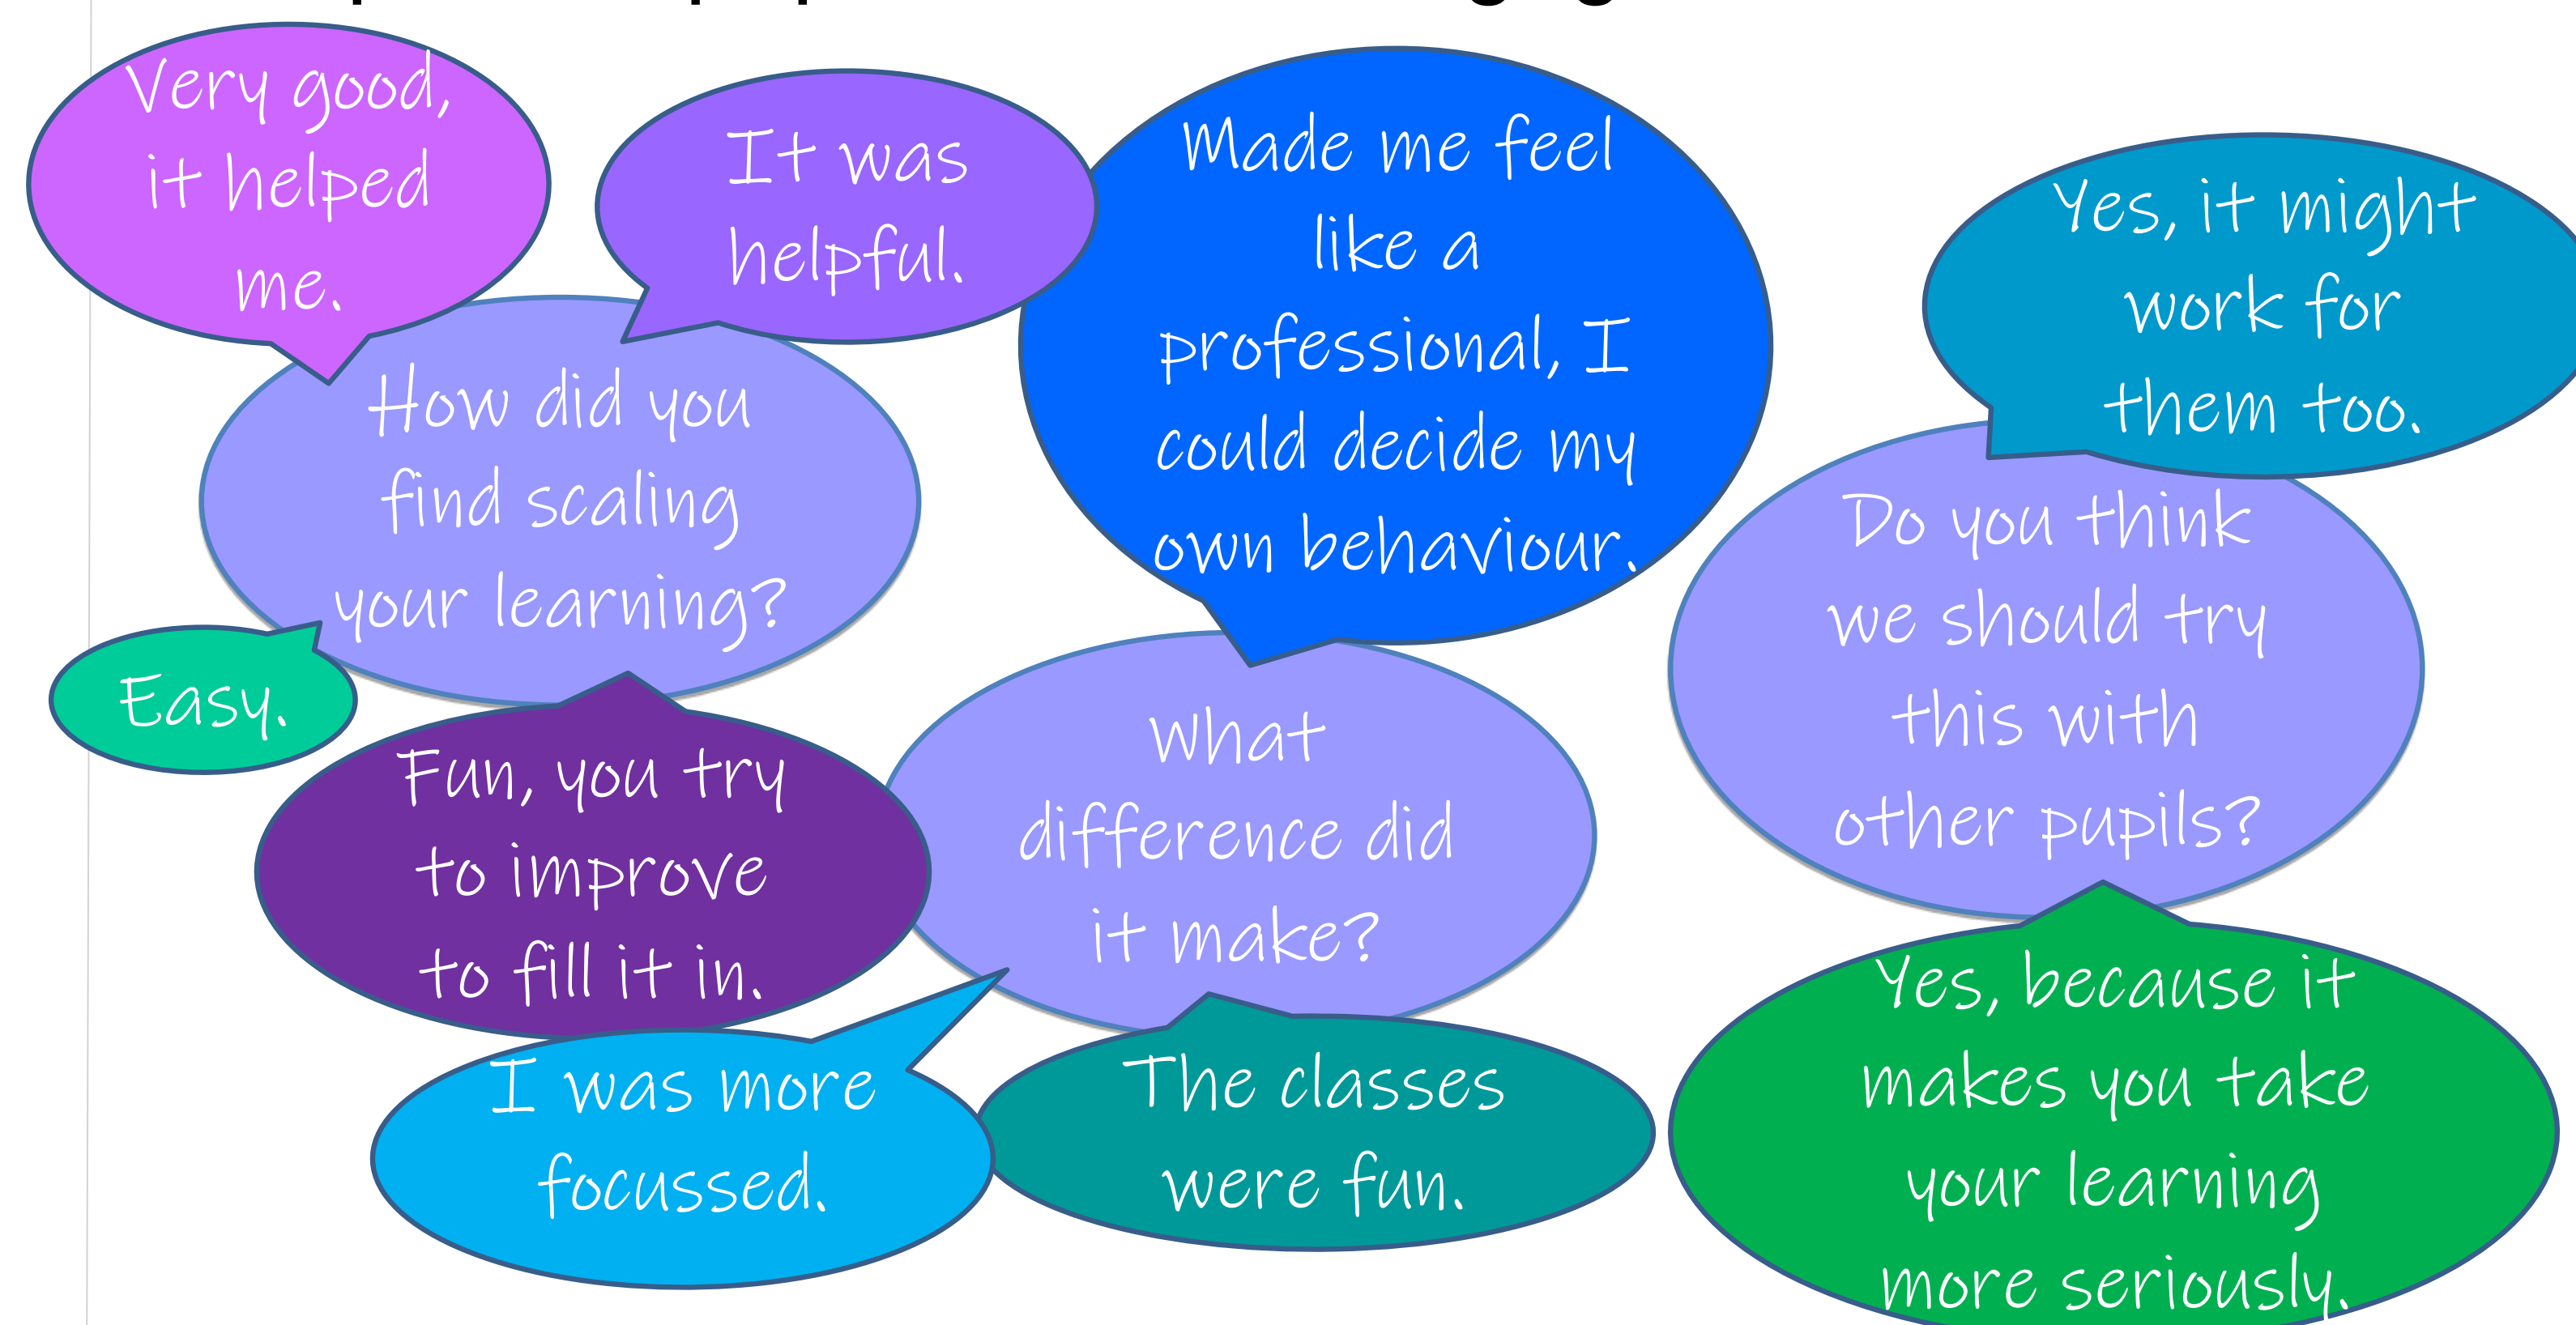 Very good,
it helped
me.
It was
helpful.
How did you
find scaling
your learning?
Easy.
Fun, you try
to improve
to fill it in.
Made me feel
like a
professional, I
could decide my
own behaviour.
What
difference did
it make?
I was more
focussed.
The classes
were fun.
Yes, it might
work for
them too.
Do you think
we should try
this with
other pupils?
Yes, because it
makes you take
your learning
more seriously.